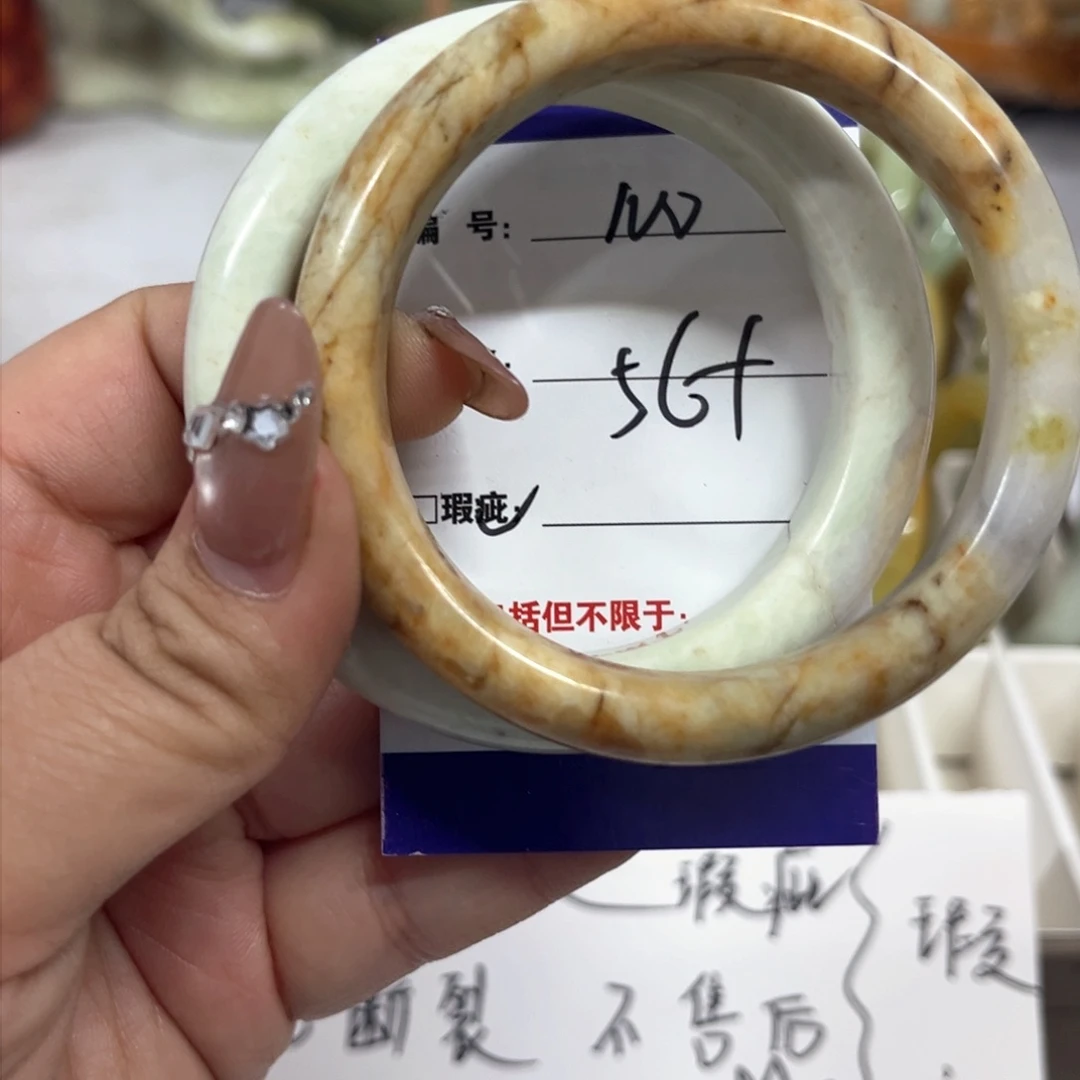 编 号: 100
56+
□瑕疵: ✓
括但不限于:
瑕疵
瑕
断裂 不售后